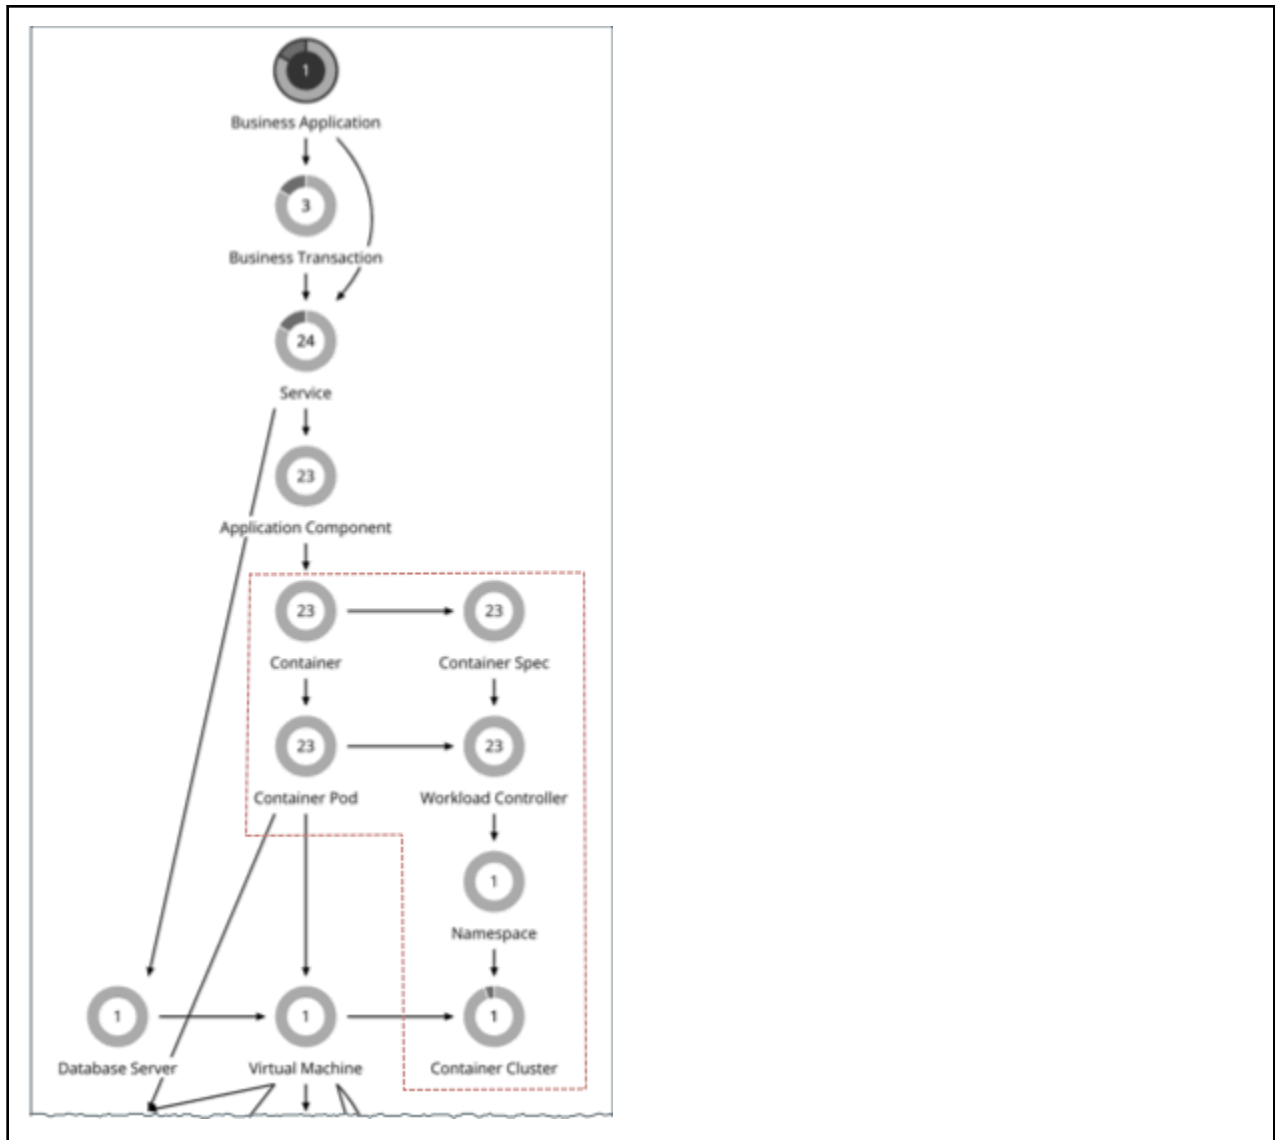 1
Business Application
3
Business Transaction
24
Service
23
Application Component
23 23
Container Container Spec
23 23
Container Pod Workload Controller
1
Namespace
1 1 1
Database Server Virtual Machine Container Cluster